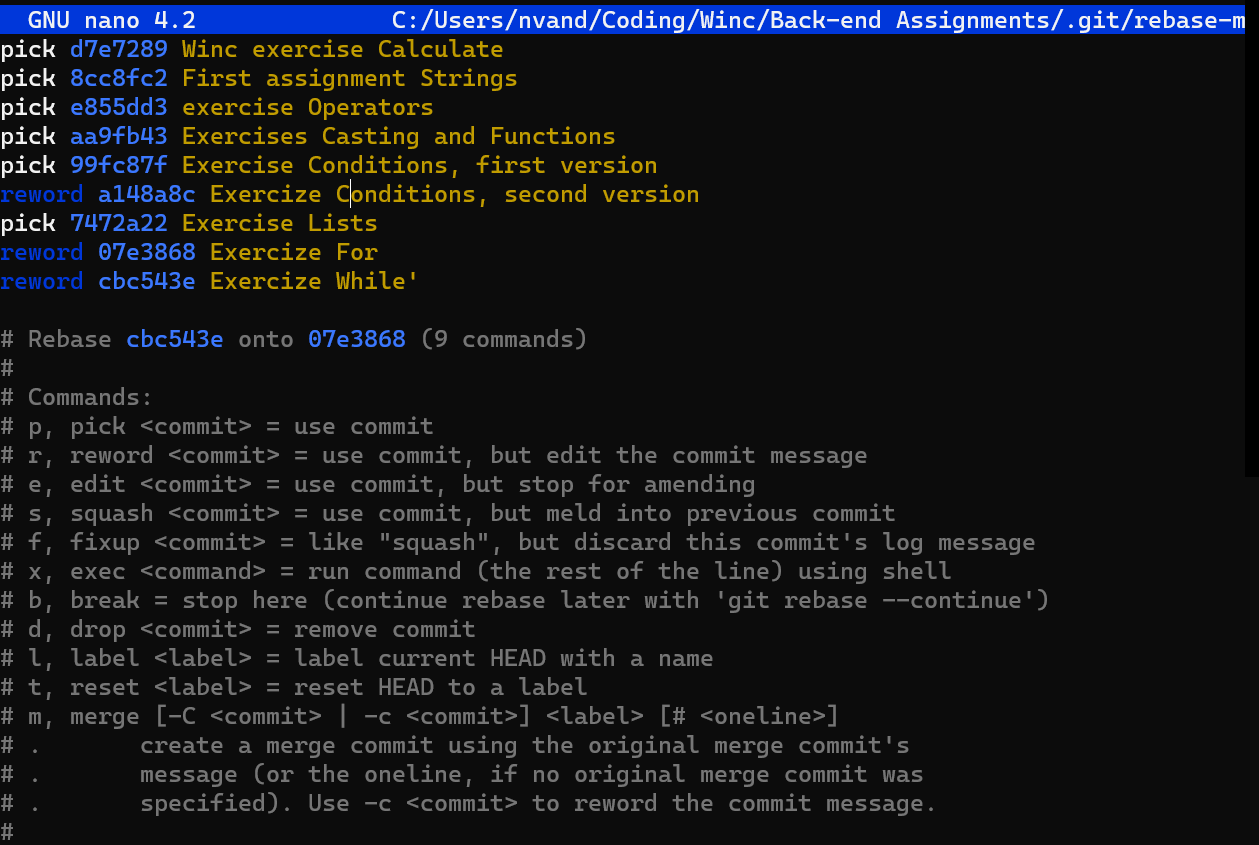 GNU nano 4.2 C:/Users/nvand/Coding/Winc/Back-end Assignments/.git/rebase-m
pick d7e7289 Winc exercise Calculate
pick 8cc8fc2 First assignment Strings
pick e855dd3 exercise Operators
pick aa9fb43 Exercises Casting and Functions
pick 99fc87f Exercise Conditions, first version
reword a148a8c Exercize Conditions, second version
pick 7472a22 Exercise Lists
reword 07e3868 Exercize For
reword cbc543e Exercize While'
# Rebase cbc543e onto 07e3868 (9 commands)
#
# Commands:
# p, pick <commit> = use commit
# r, reword <commit> = use commit, but edit the commit message
# e, edit <commit> = use commit, but stop for amending
# s, squash <commit> = use commit, but meld into previous commit
# f, fixup <commit> = like "squash", but discard this commit's log message
# x, exec <command> = run command (the rest of the line) using shell
# b, break = stop here (continue rebase later with 'git rebase --continue')
# d, drop <commit> = remove commit
# l, label <label> = label current HEAD with a name
# t, reset <label> = reset HEAD to a label
# m, merge [-C <commit> | -c <commit>] <label> [# <oneline>]
# .       create a merge commit using the original merge commit's
# .       message (or the oneline, if no original merge commit was
# .       specified). Use -c <commit> to reword the commit message.
#